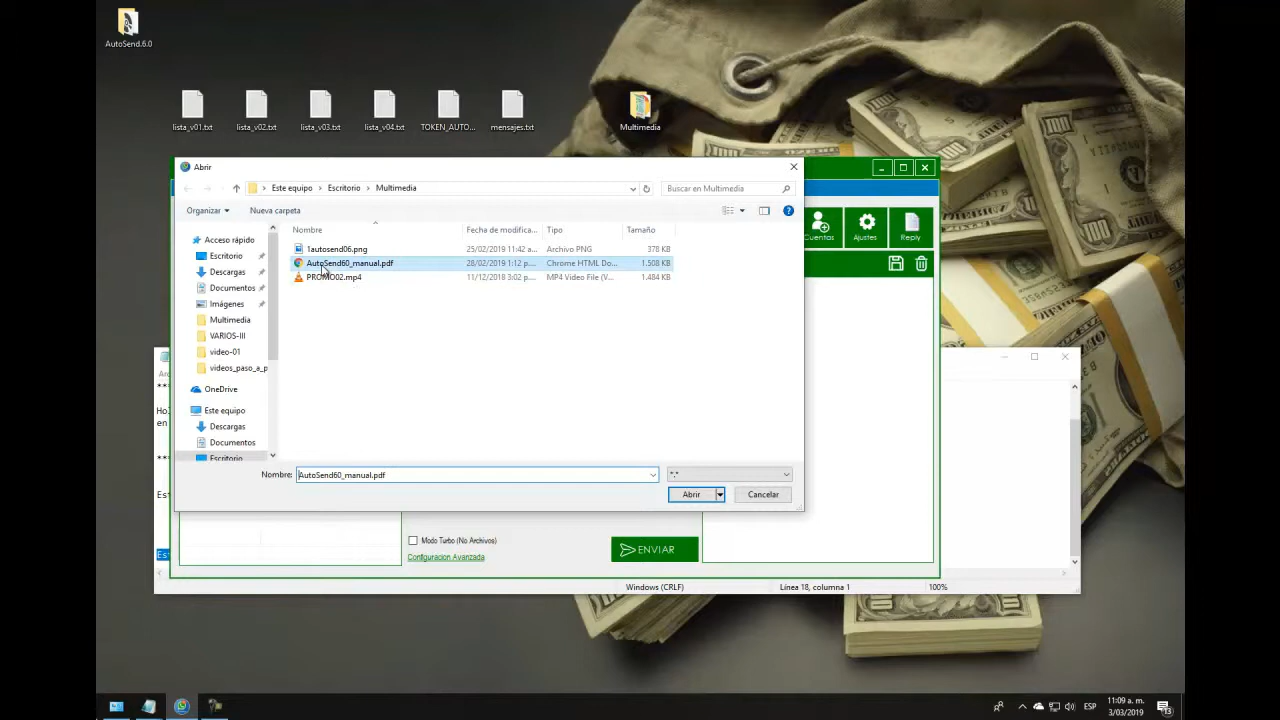 AutoSend.6.0
lista_v01.txt
lista_v02.txt
lista_v03.txt
lista_v04.txt
TOKEN_AUTO...
mensajes.txt
Multimedia
Abrir
Este equipo > Escritorio > Multimedia
Buscar en Multimedia
Organizar
Nueva carpeta
Nombre
Fecha de modifica...
Tipo
Tamaño
1autosend06.png
25/02/2019 11:42 a...
Archivo PNG
378 KB
AutoSend60_manual.pdf
28/02/2019 1:12 p....
Chrome HTML Do...
1.508 KB
PROMO02.mp4
11/12/2018 3:02 p....
MP4 Video File (V...
1.484 KB
Acceso rápido
Escritorio
Descargas
Documentos
Imágenes
Multimedia
VARIOS-III
video-01
videos_paso_a_p
OneDrive
Este equipo
Descargas
Documentos
Escritorio
Nombre:
AutoSend60_manual.pdf
*.*
Abrir
Cancelar
Cuentas
Ajustes
Reply
Modo Turbo (No Archivos)
Configuracion Avanzada
ENVIAR
Windows (CRLF)
Línea 18, columna 1
100%
ESP
11:09 a. m.
3/03/2019